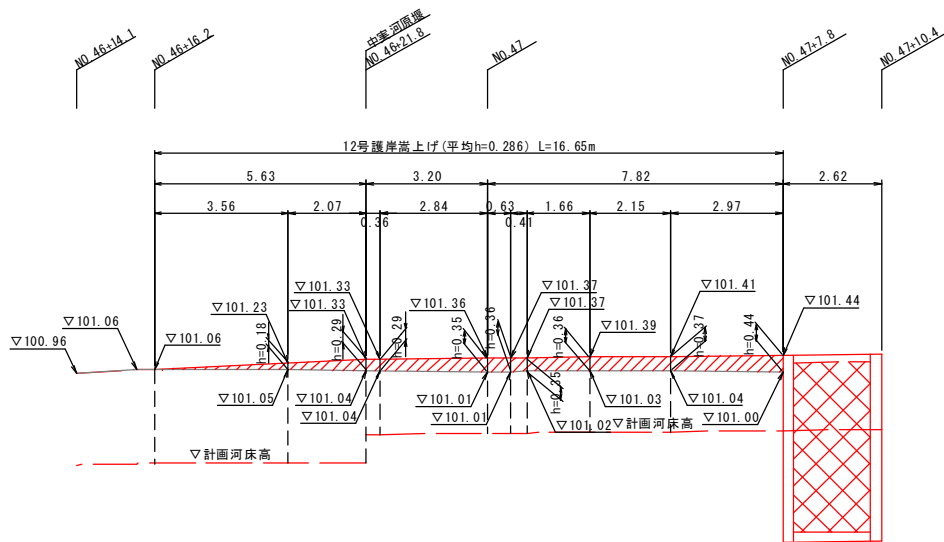 NO.46+14.1
NO.46+16.2
中実河原堰
NO.46+21.8
NO.47
NO.47+7.8
NO.47+10.4
12号護岸嵩上げ(平均h=0.286) L=16.65m
5.63
3.20
7.82
2.62
3.56
2.07
0.36
2.84
0.63
0.41
1.66
2.15
2.97
▽100.96
▽101.06
▽101.06
▽101.23
▽101.33
▽101.33
▽101.36
▽101.37
▽101.37
▽101.39
▽101.41
▽101.44
h=0.18
h=0.29
h=0.29
h=0.35
h=0.36
h=0.35
h=0.36
h=0.37
h=0.44
▽101.05
▽101.04
▽101.04
▽101.01
▽101.01
▽101.02
▽101.03
▽101.04
▽101.00
▽計画河床高
▽計画河床高